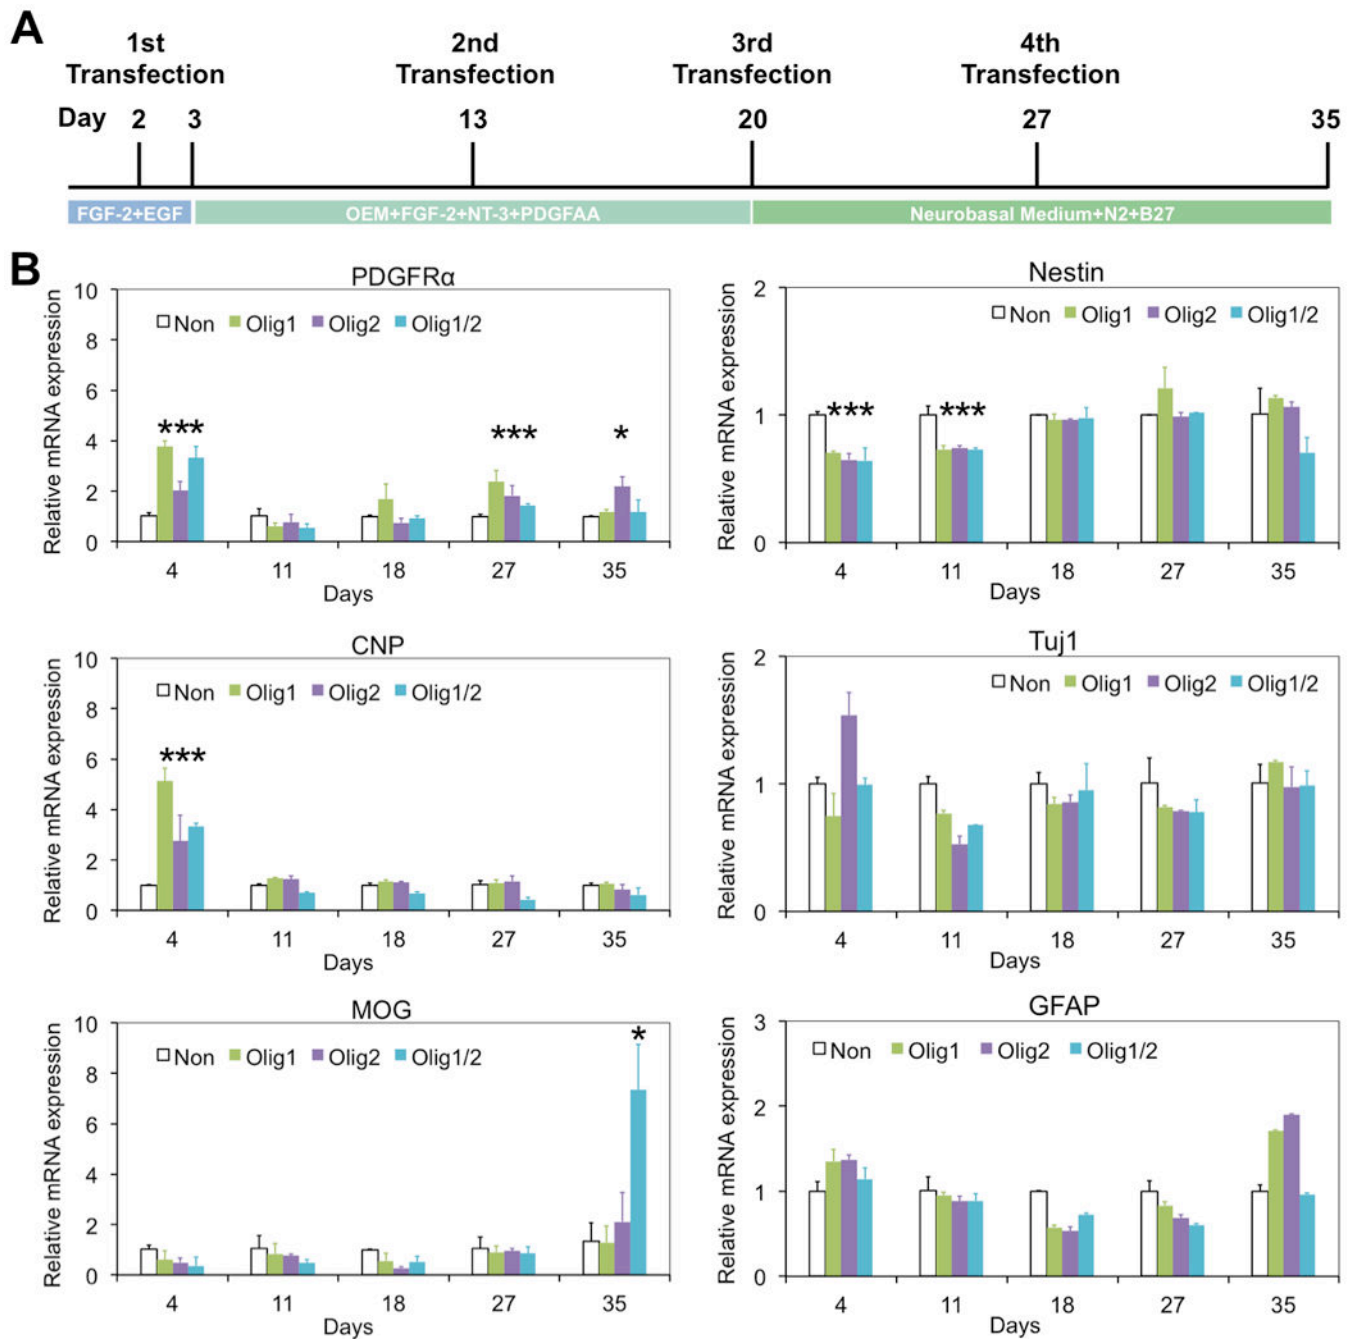 A
1st
Transfection
2nd
Transfection
3rd
Transfection
4th
Transfection
Day 2 3 13 20 27 35
FGF-2+EGF OEM+FGF-2+NT-3+PDGFAA Neurobasal Medium+N2+B27
B
PDGFRα
Relative mRNA expression
10
8
6
4
2
0
Non Olig1 Olig2 Olig1/2
*** *** *
4 11 18 27 35
Days
Nestin
Relative mRNA expression
2
1
0
Non Olig1 Olig2 Olig1/2
*** ***
4 11 18 27 35
Days
CNP
Relative mRNA expression
10
8
6
4
2
0
Non Olig1 Olig2 Olig1/2
***
4 11 18 27 35
Days
Tuj1
Relative mRNA expression
2
1
0
Non Olig1 Olig2 Olig1/2
4 11 18 27 35
Days
MOG
Relative mRNA expression
10
8
6
4
2
0
Non Olig1 Olig2 Olig1/2
*
4 11 18 27 35
Days
GFAP
Relative mRNA expression
3
2
1
0
Non Olig1 Olig2 Olig1/2
4 11 18 27 35
Days